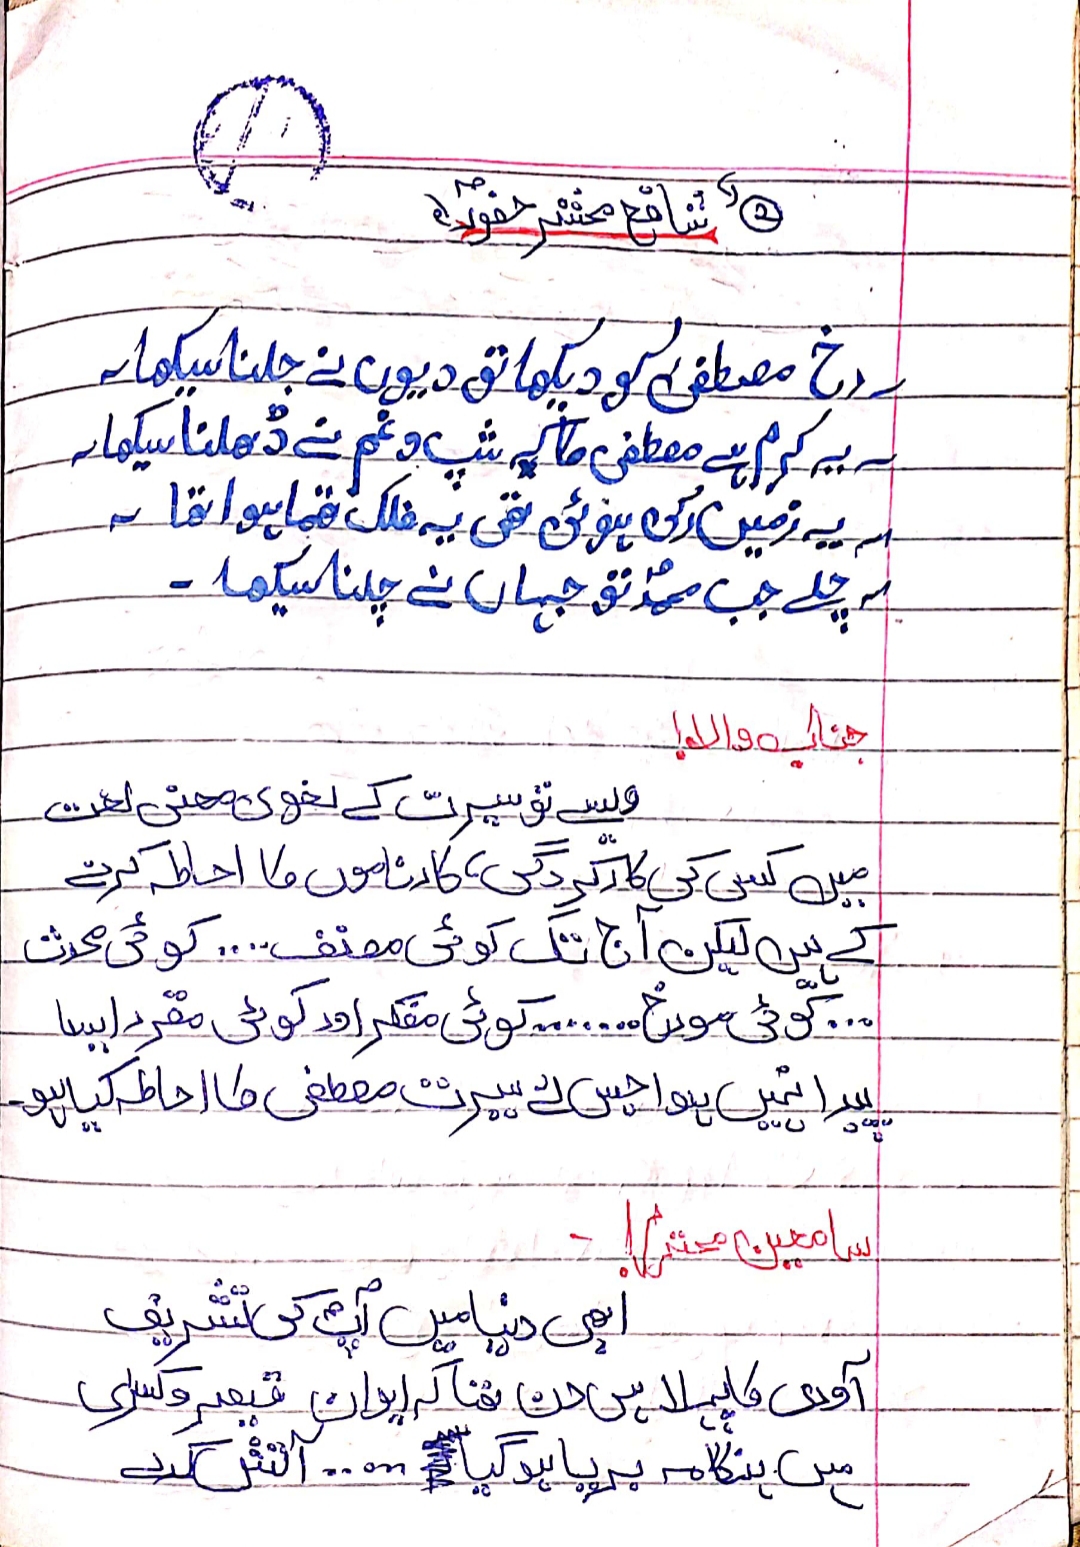 ② "شافع محشر حضورؐ"
رخ مصطفیؐ کو دیکھا تو دیوں نے جلنا سیکھا
یہ کرم ہے مصطفی کا کہ شبِ غم نے ڈھلنا سیکھا
یہ زمیں رکی ہوئی تھی یہ فلک تھما ہوا تھا
چلے جب محمدؐ تو جہاں نے چلنا سیکھا -
جناب والا!
ویسے تو سیرت کے لغوی معنی لغت
میں کسی کی کارکردگی، کارناموں کا احاطہ کرنے
کے ہیں لیکن آج تک کوئی مصنف .... کوئی محدث
... کوئی مورخ ....... کوئی مفکر اور کوئی مقرر ایسا
پیدا نہیں ہوا جس نے سیرت مصطفی کا احاطہ کیا ہو۔
سامعین محترم! -
ابھی دنیا میں آپؐ کی تشریف
آوری کا پہلا ہی دن تھا کہ ایوان قیصر و کسرٰی
میں ہنگامہ برپا ہو گیا ..... آتش کدے